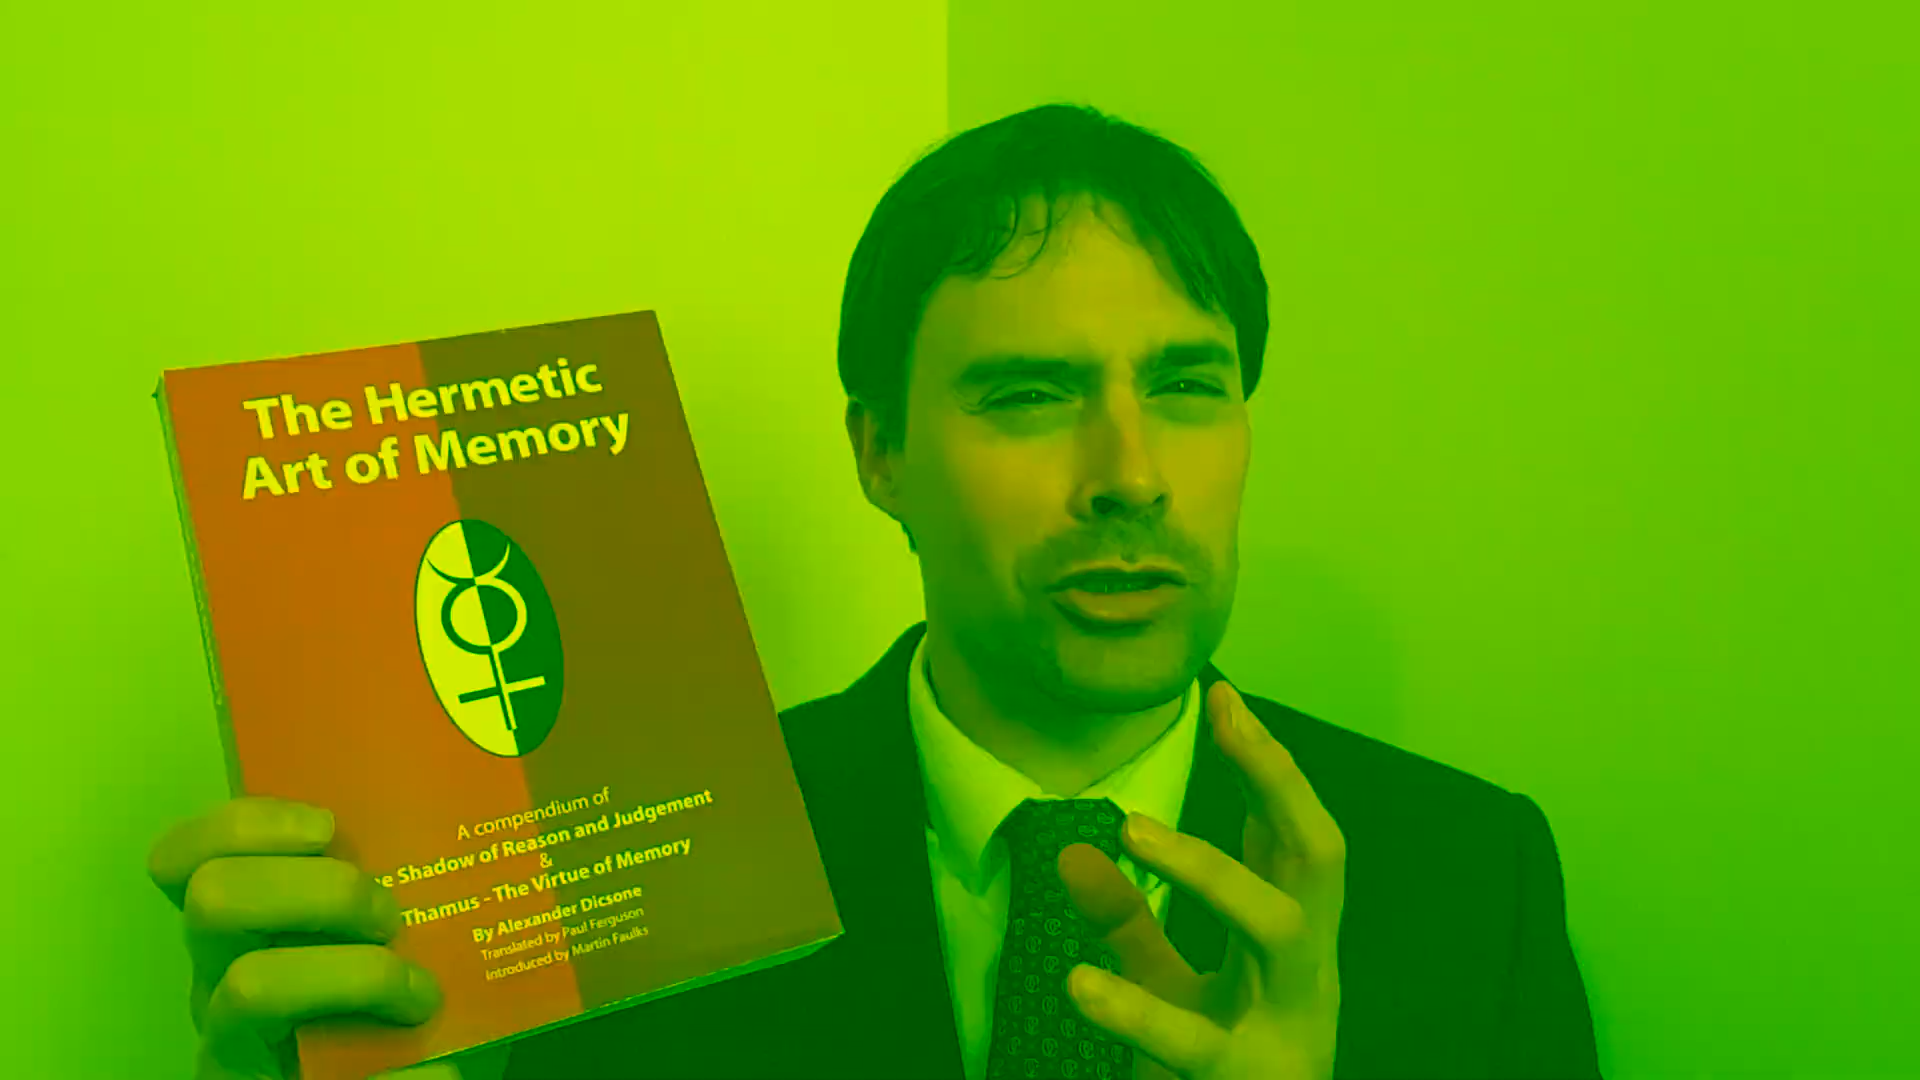 The Hermetic
Art of Memory
A compendium of
Shadow of Reason and Judgement
&
Thamus - The Virtue of Memory
By Alexander Dicsone
Translated by Paul Ferguson
Introduced by Martin Faulks